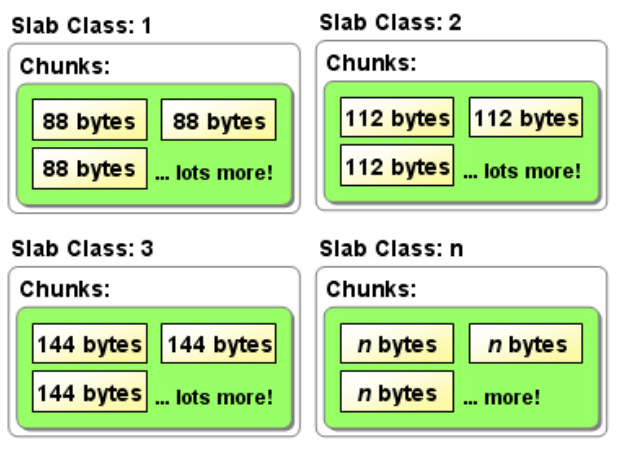 Slab Class: 1
Chunks:
88 bytes 88 bytes
88 bytes ... lots more!
Slab Class: 2
Chunks:
112 bytes 112 bytes
112 bytes ... lots more!
Slab Class: 3
Chunks:
144 bytes 144 bytes
144 bytes ... lots more!
Slab Class: n
Chunks:
n bytes n bytes
n bytes ... more!